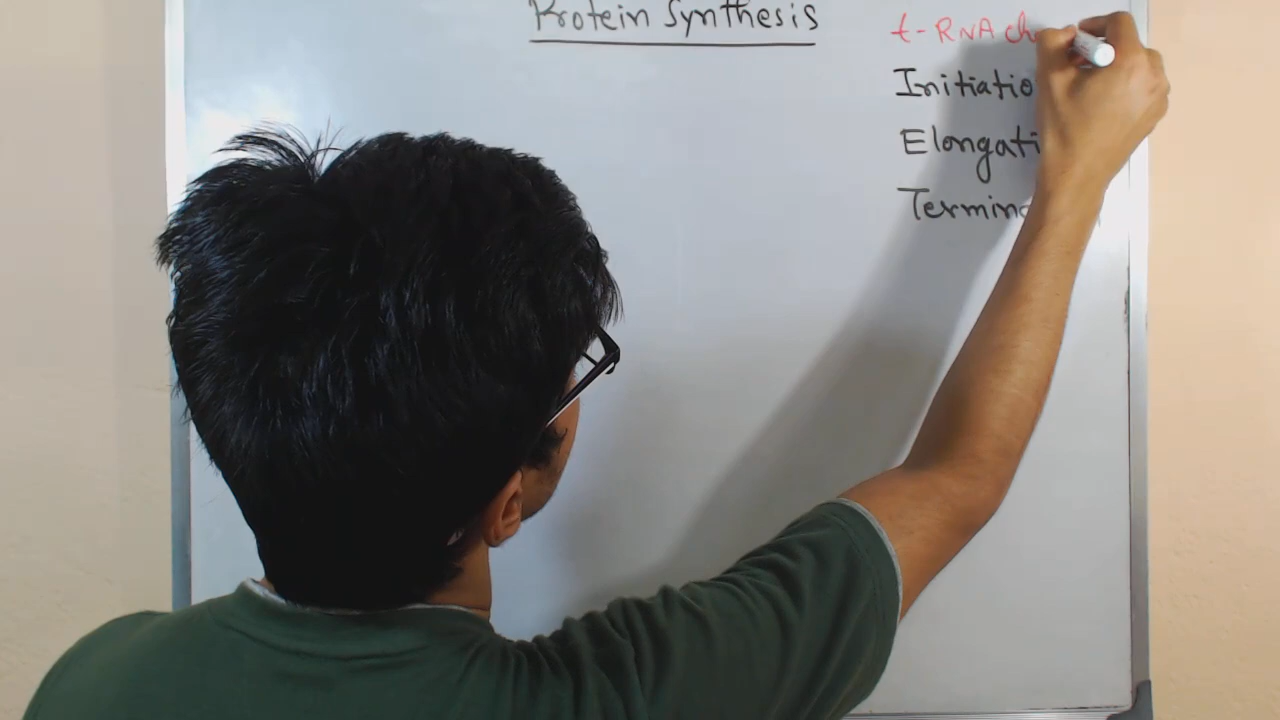 Protein Synthesis
t-RNA ch
Initiatio
Elongati
Termin